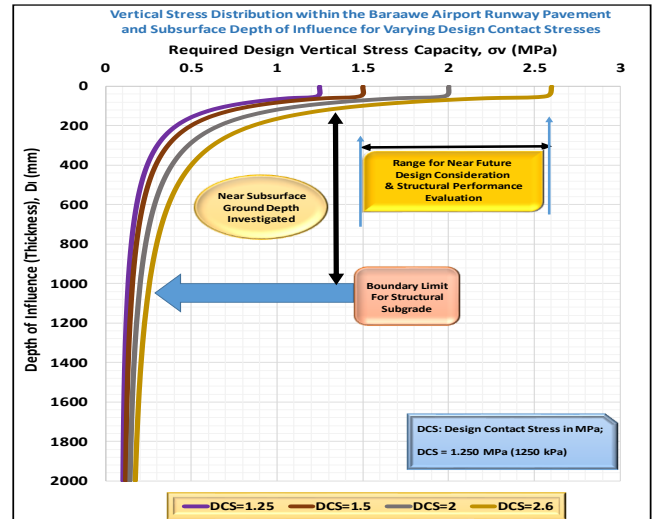 Vertical Stress Distribution within the Baraawe Airport Runway Pavement
and Subsurface Depth of Influence for Varying Design Contact Stresses
Required Design Vertical Stress Capacity, σv (MPa)
0 0.5 1 1.5 2 2.5 3
Depth of Influence (Thickness), Di (mm)
0
200
400
600
800
1000
1200
1400
1600
1800
2000
Range for Near Future
Design Consideration
& Structural Performance
Evaluation
Near Subsurface
Ground Depth
Investigated
Boundary Limit
For Structural
Subgrade
DCS: Design Contact Stress in MPa;
DCS = 1.250 MPa (1250 kPa)
DCS=1.25 DCS=1.5 DCS=2 DCS=2.6